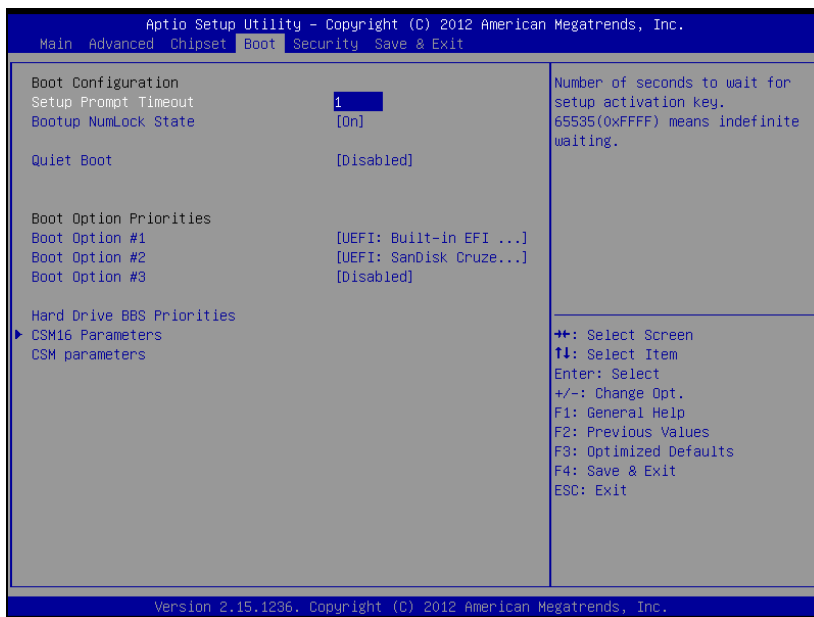 Aptio Setup Utility – Copyright (C) 2012 American Megatrends, Inc.
Main Advanced Chipset Boot Security Save & Exit
Boot Configuration
Setup Prompt Timeout 1
Bootup NumLock State [On]
Quiet Boot [Disabled]
Boot Option Priorities
Boot Option #1 [UEFI: Built-in EFI ...]
Boot Option #2 [UEFI: SanDisk Cruze...]
Boot Option #3 [Disabled]
Hard Drive BBS Priorities
CSM16 Parameters
CSM parameters
Number of seconds to wait for
setup activation key.
65535(0xFFFF) means indefinite
waiting.
→←: Select Screen
↑↓: Select Item
Enter: Select
+/-: Change Opt.
F1: General Help
F2: Previous Values
F3: Optimized Defaults
F4: Save & Exit
ESC: Exit
Version 2.15.1236. Copyright (C) 2012 American Megatrends, Inc.